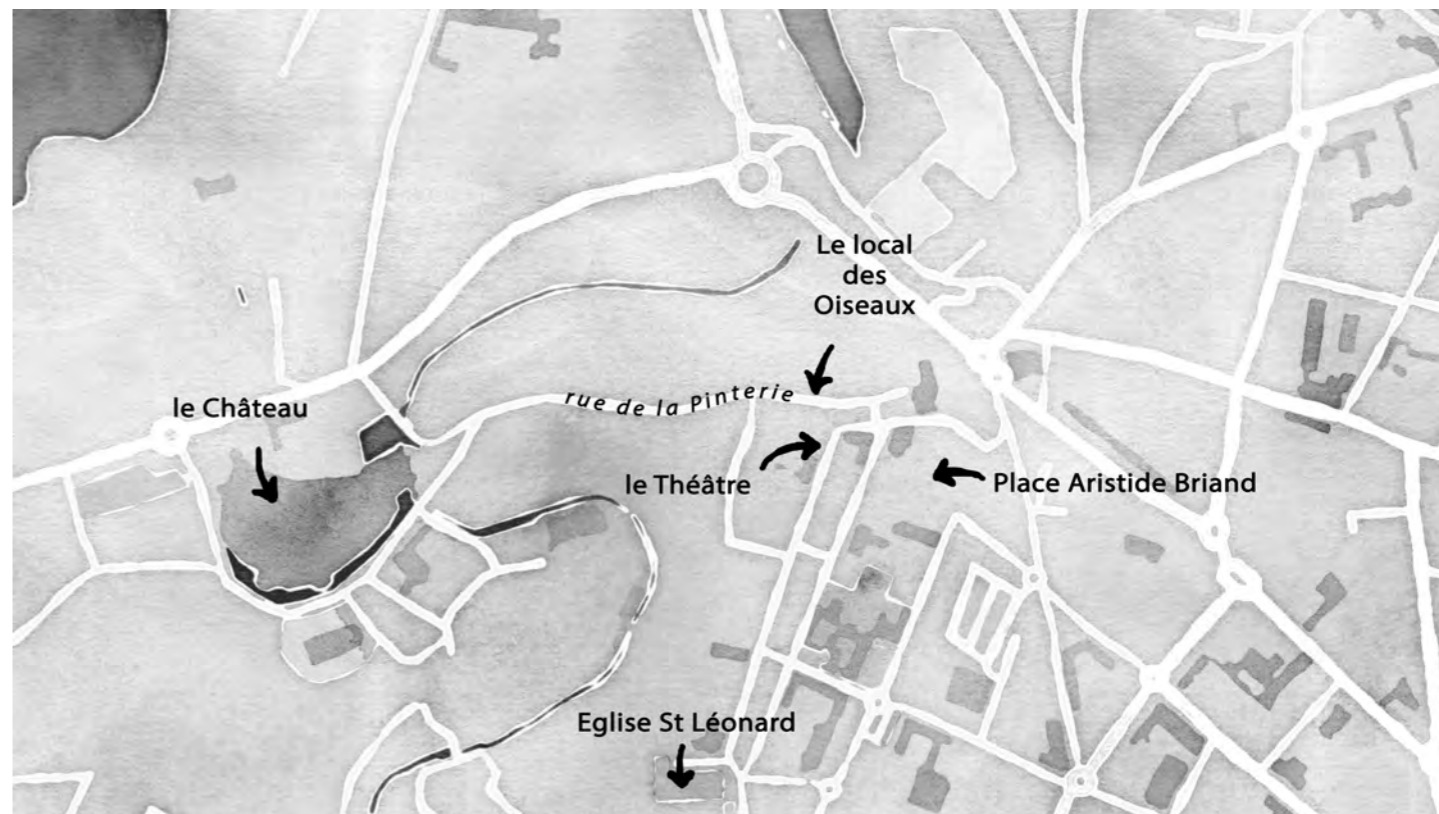 Le local
des
Oiseaux
le Château
rue de la Pinterie
le Théâtre
Place Aristide Briand
Eglise St Léonard